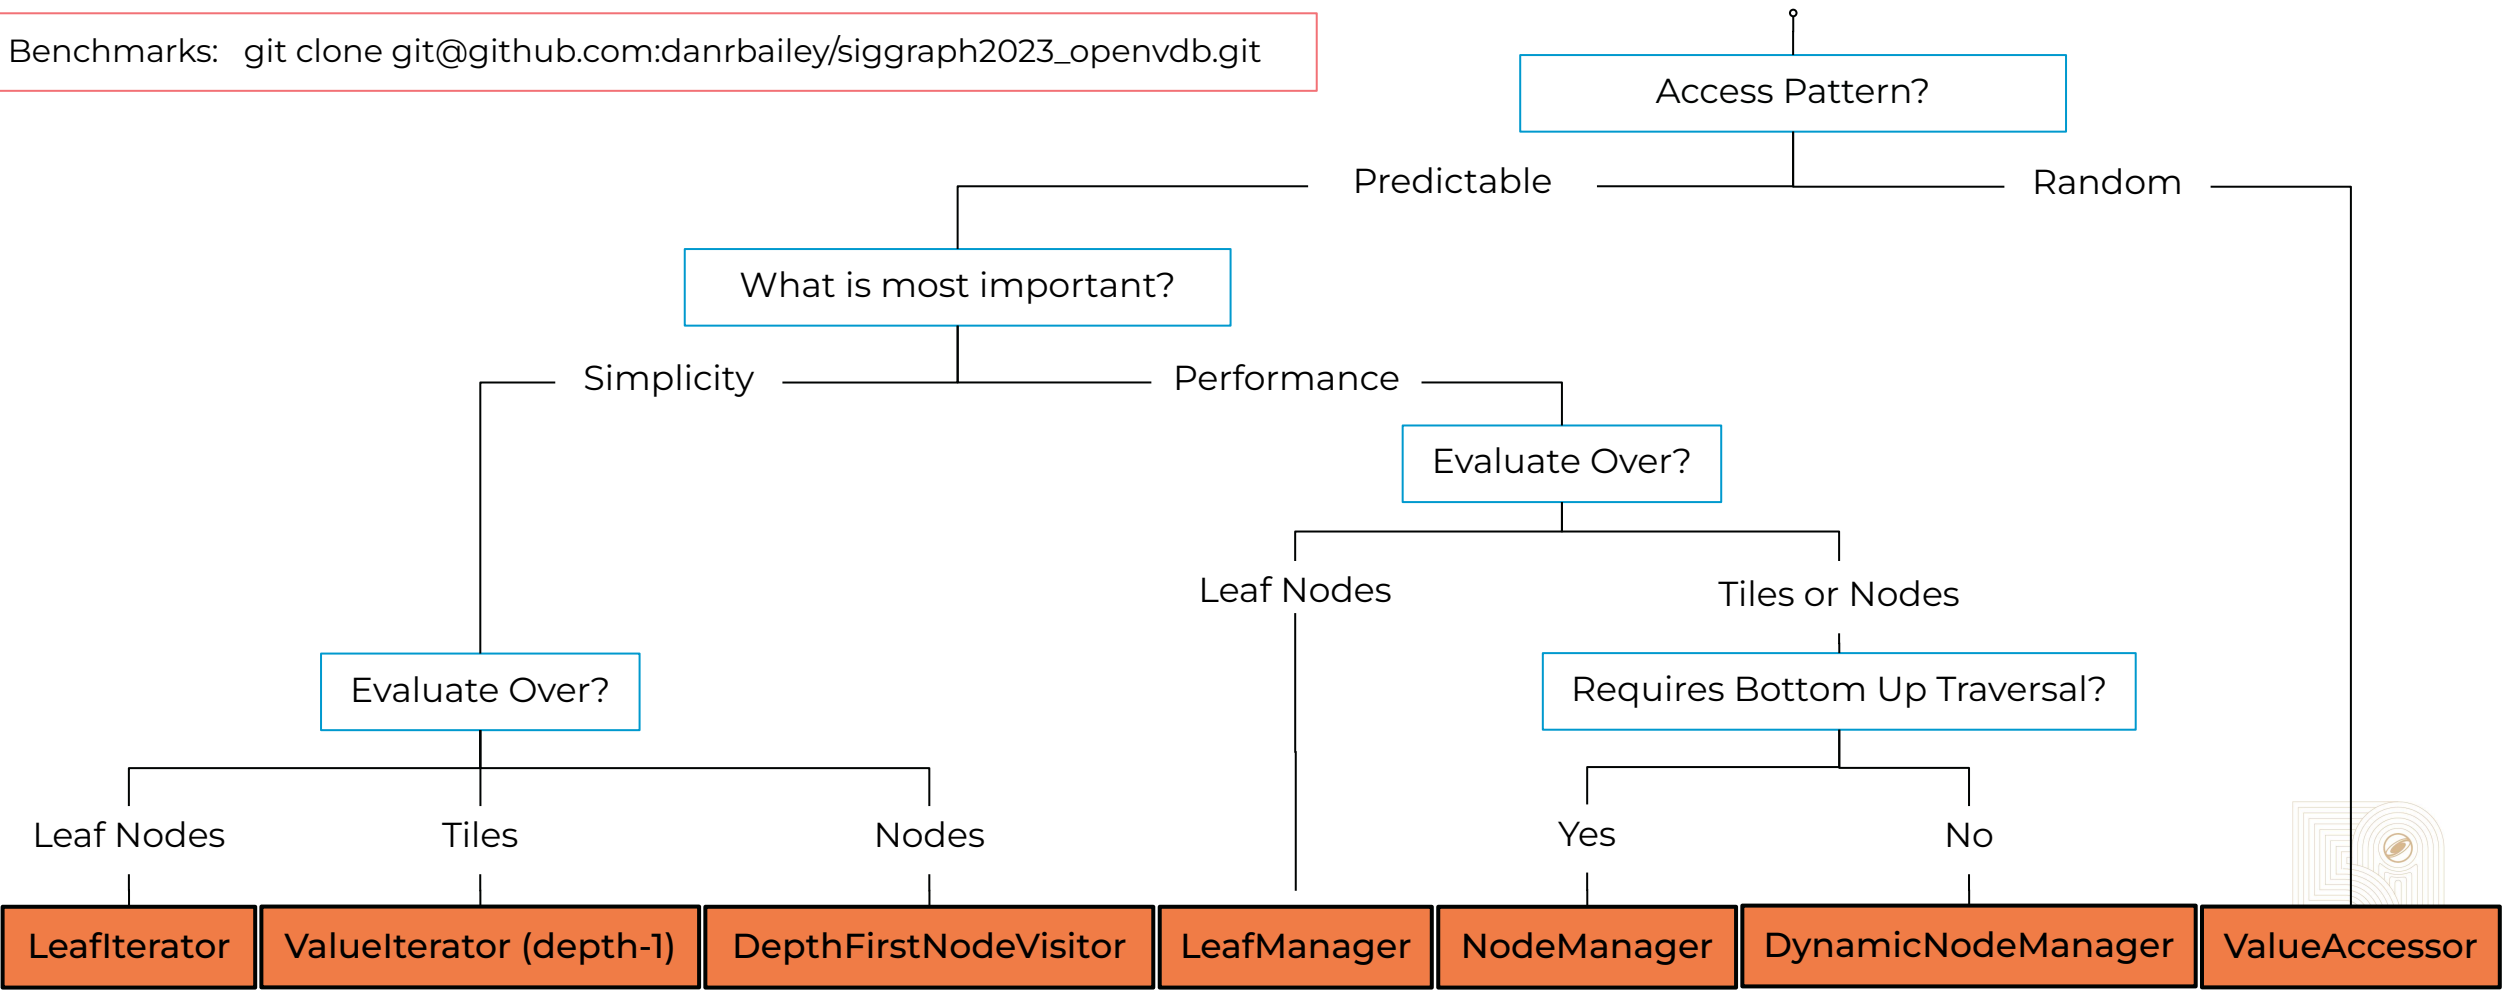 Benchmarks: git clone git@github.com:danrbailey/siggraph2023_openvdb.git
Access Pattern?
Predictable
Random
What is most important?
Simplicity
Performance
Evaluate Over?
Leaf Nodes
Tiles or Nodes
Evaluate Over?
Requires Bottom Up Traversal?
Leaf Nodes
Tiles
Nodes
Yes
No
LeafIterator
ValueIterator (depth-1)
DepthFirstNodeVisitor
LeafManager
NodeManager
DynamicNodeManager
ValueAccessor